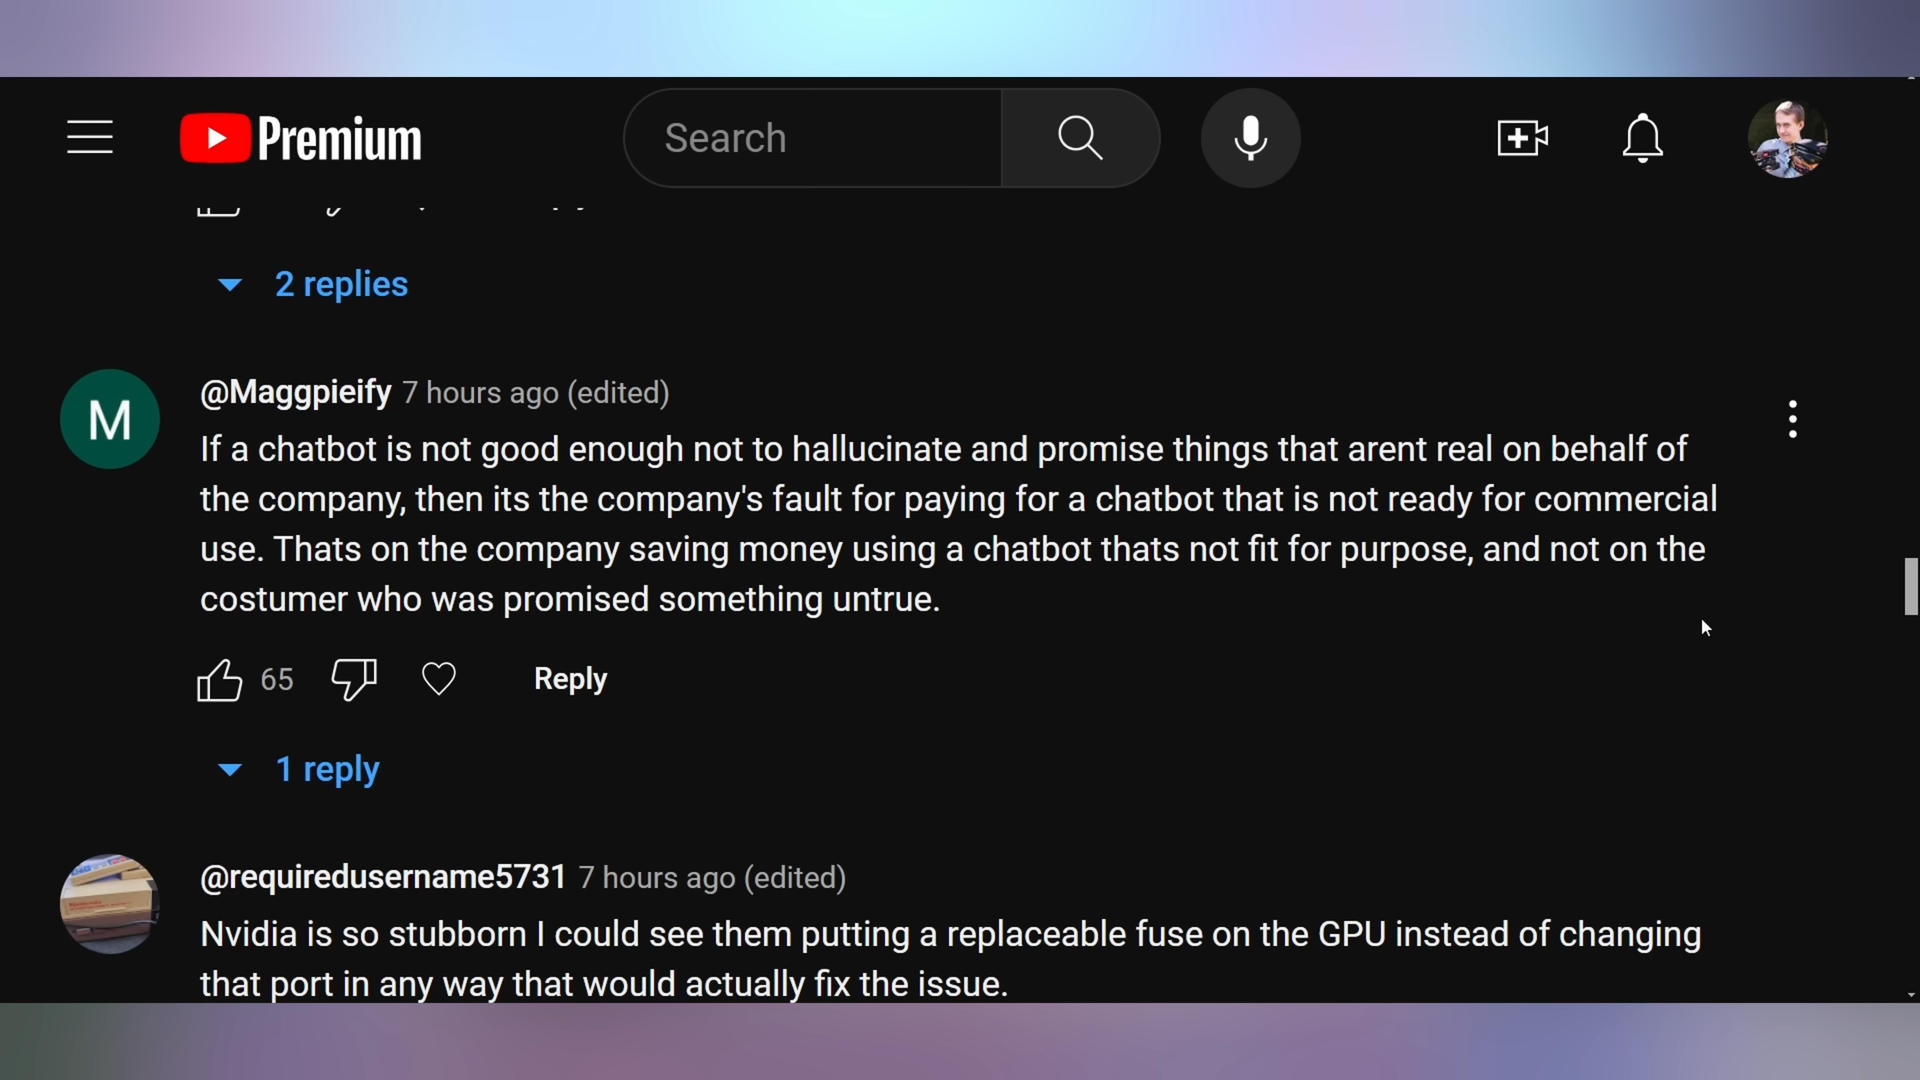 Premium
Search
2 replies
M
@Maggpieify 7 hours ago (edited)
If a chatbot is not good enough not to hallucinate and promise things that arent real on behalf of
the company, then its the company's fault for paying for a chatbot that is not ready for commercial
use. Thats on the company saving money using a chatbot thats not fit for purpose, and not on the
costumer who was promised something untrue.
65 Reply
1 reply
@requiredusername5731 7 hours ago (edited)
Nvidia is so stubborn I could see them putting a replaceable fuse on the GPU instead of changing
that port in any way that would actually fix the issue.